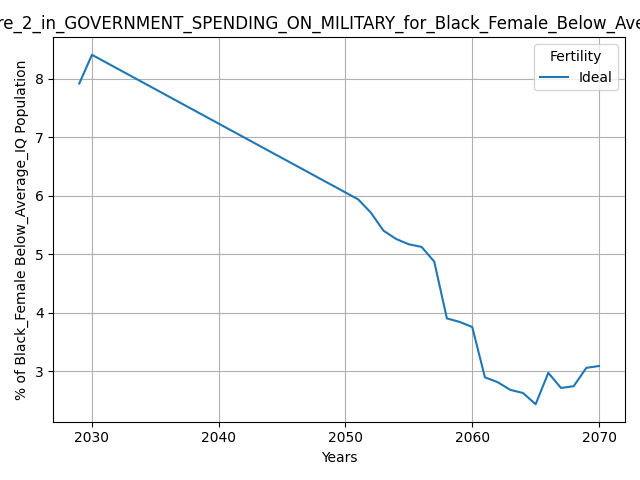 re_2_in_GOVERNMENT_SPENDING_ON_MILITARY_for_Black_Female_Below_Ave
Fertility
Ideal
% of Black_Female Below_Average_IQ Population
8
7
6
5
4
3
2030 2040 2050 2060 2070
Years